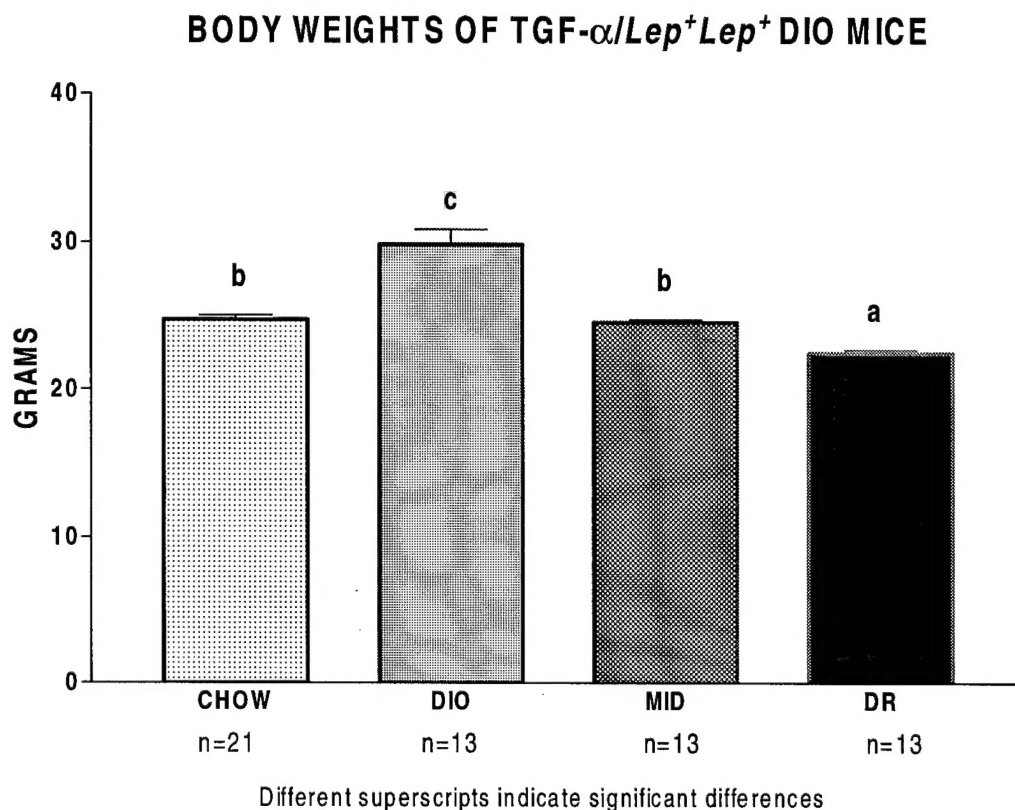 BODY WEIGHTS OF TGF-α/Lep⁺Lep⁺ DIO MICE
40
c
30
b
b
a
GRAMS
20
10
0
CHOW
DIO
MID
DR
n=21
n=13
n=13
n=13
Different superscripts indicate significant differences